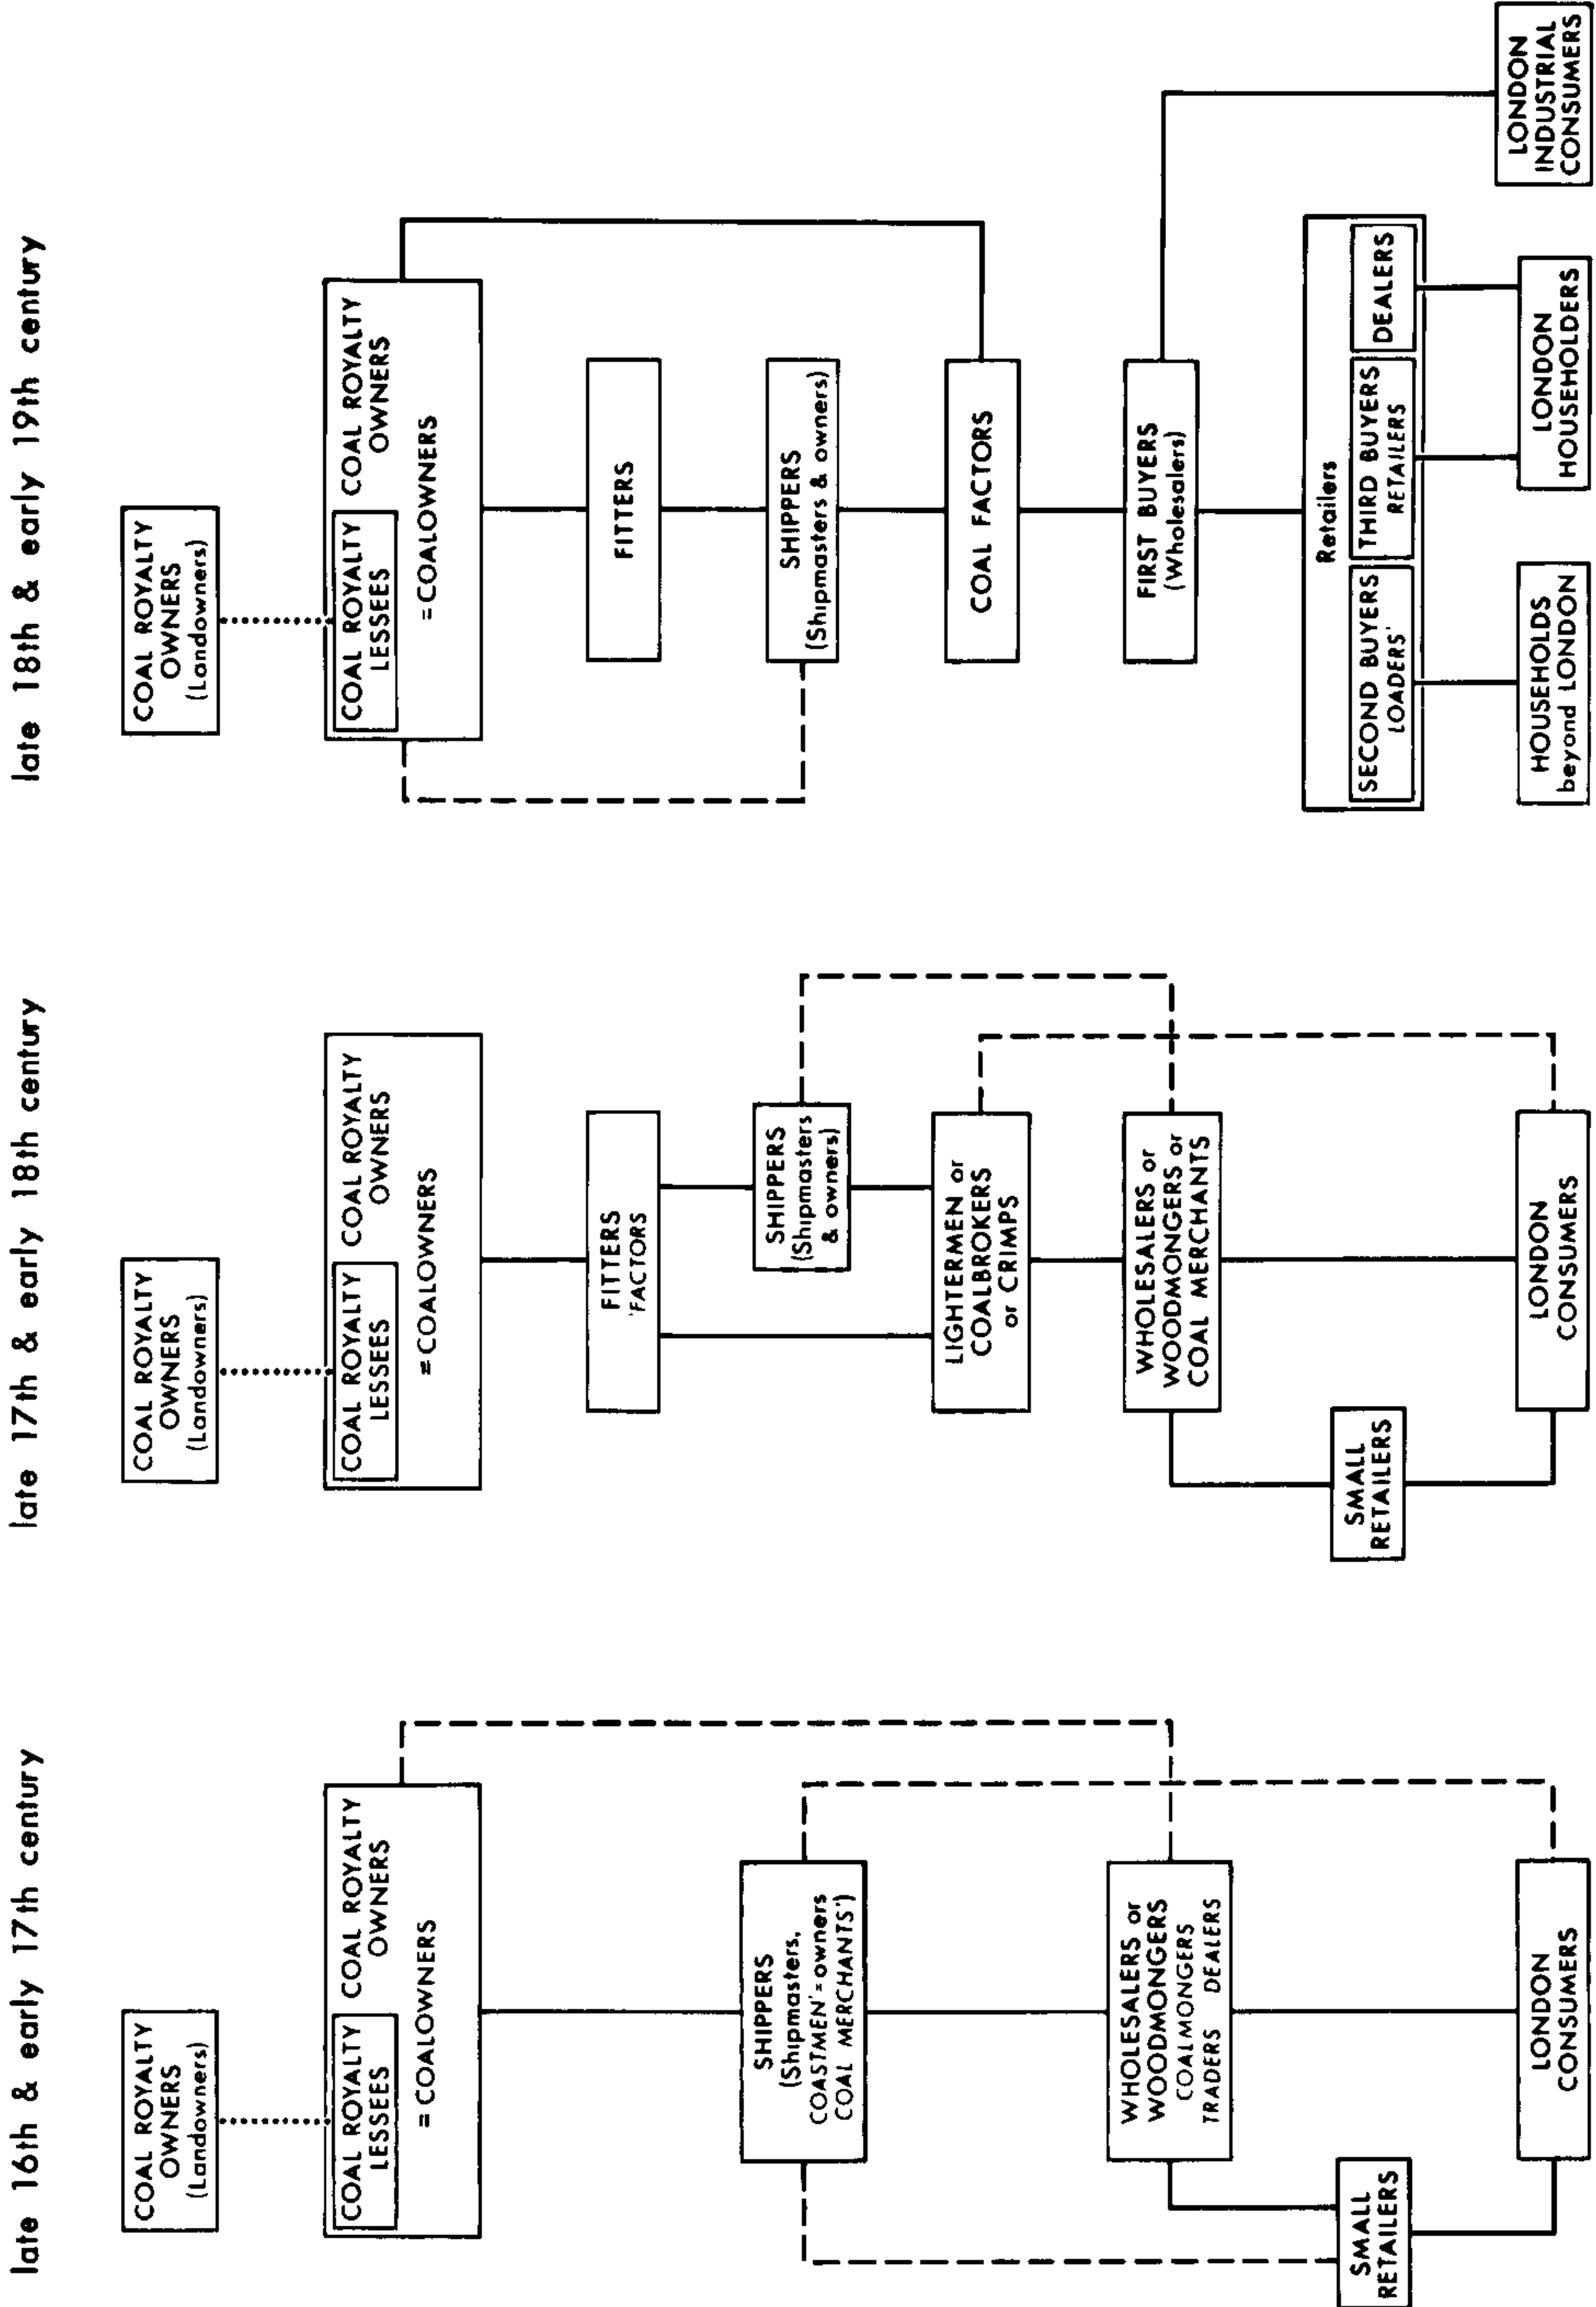 late 16th & early 17th century
COAL ROYALTY
OWNERS
(Landowners)
COAL ROYALTY
LESSEES
COAL ROYALTY
OWNERS
= COALOWNERS
SHIPPERS
(Shipmasters,
COASTMEN'= owners
COAL MERCHANTS')
WHOLESALERS or
WOODMONGERS
COALMONGERS
TRADERS DEALERS
SMALL
RETAILERS
LONDON
CONSUMERS
late 17th & early 18th century
COAL ROYALTY
OWNERS
(Landowners)
COAL ROYALTY
LESSEES
COAL ROYALTY
OWNERS
= COALOWNERS
FITTERS
'FACTORS
SHIPPERS
(Shipmasters
& owners)
LIGHTERMEN or
COALBROKERS
or CRIMPS
WHOLESALERS or
WOODMONGERS or
COAL MERCHANTS
SMALL
RETAILERS
LONDON
CONSUMERS
late 18th & early 19th century
COAL ROYALTY
OWNERS
(Landowners)
COAL ROYALTY
LESSEES
COAL ROYALTY
OWNERS
= COALOWNERS
FITTERS
SHIPPERS
(Shipmasters & owners)
COAL FACTORS
FIRST BUYERS
(Wholesalers)
Retailers
SECOND BUYERS
LOADERS'
THIRD BUYERS
RETAILERS
DEALERS
HOUSEHOLDS
beyond LONDON
LONDON
HOUSEHOLDERS
LONDON
INDUSTRIAL
CONSUMERS